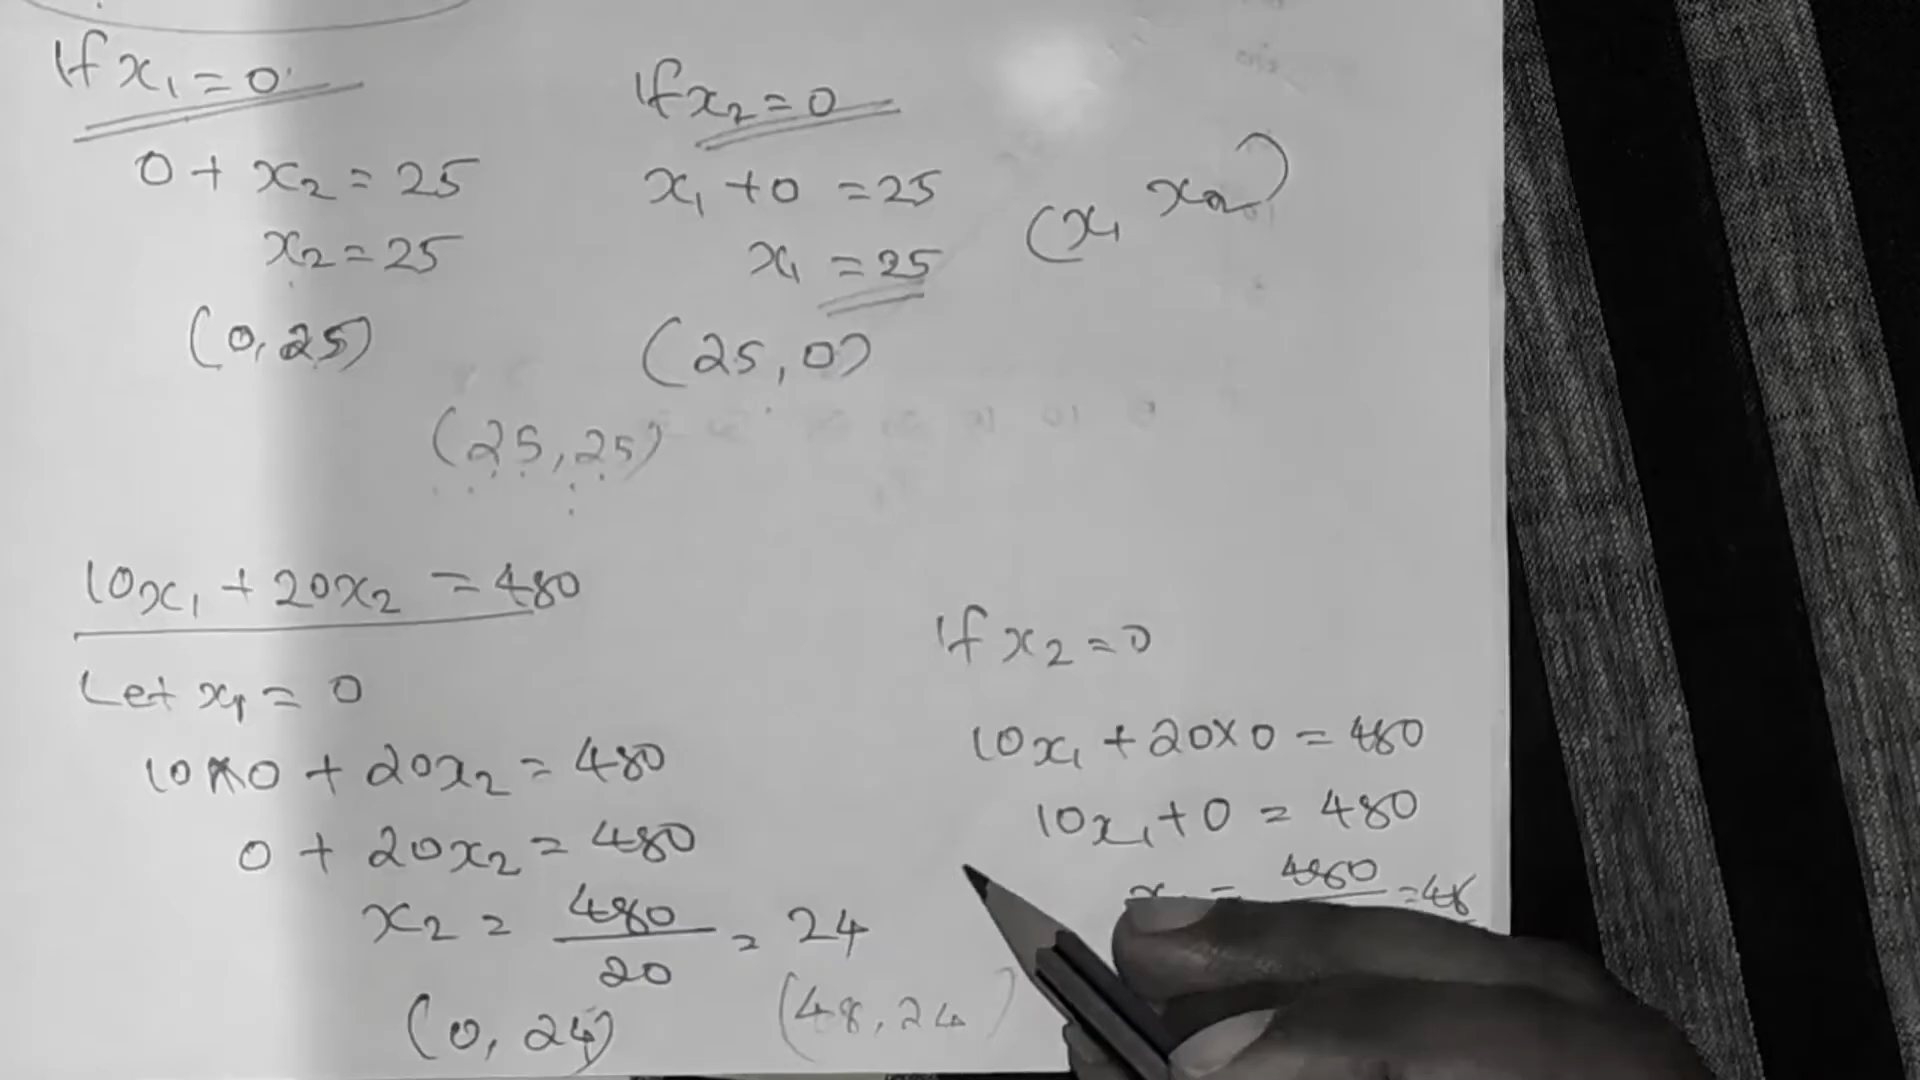 If x₁ = 0
0 + x₂ = 25
x₂ = 25
(0, 25)
If x₂ = 0
x₁ + 0 = 25
x₁ = 25
(25, 0)
(x₁ x₂)
(25, 25)
10x₁ + 20x₂ = 480
Let x₁ = 0
10×0 + 20x₂ = 480
0 + 20x₂ = 480
x₂ = 480/20 = 24
(0, 24)
(48, 24)
If x₂ = 0
10x₁ + 20×0 = 480
10x₁ + 0 = 480
= 480 = 48